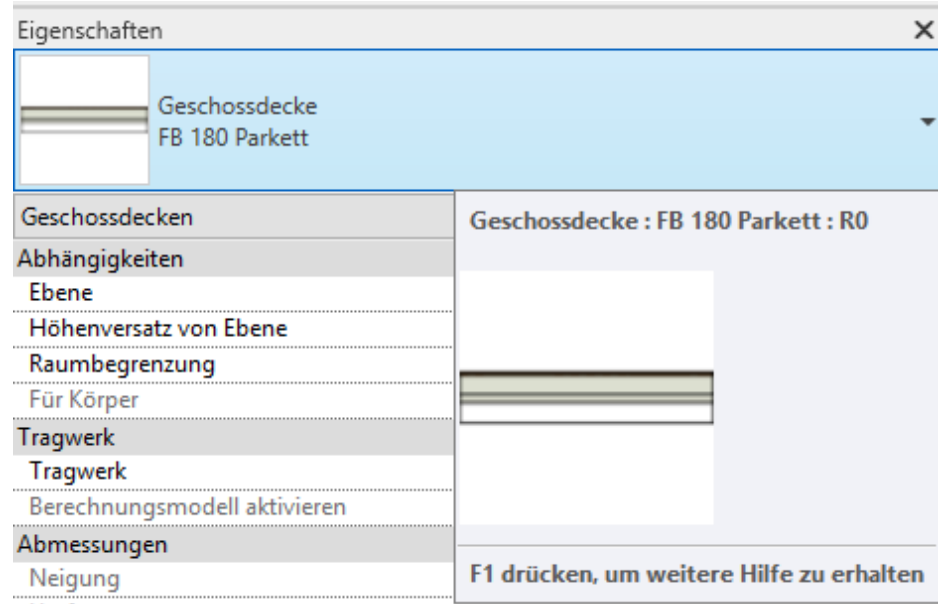 Eigenschaften
Geschossdecke
FB 180 Parkett
Geschossdecken
Abhängigkeiten
Ebene
Höhenversatz von Ebene
Raumbegrenzung
Für Körper
Tragwerk
Tragwerk
Berechnungsmodell aktivieren
Abmessungen
Neigung
Geschossdecke : FB 180 Parkett : R0
F1 drücken, um weitere Hilfe zu erhalten